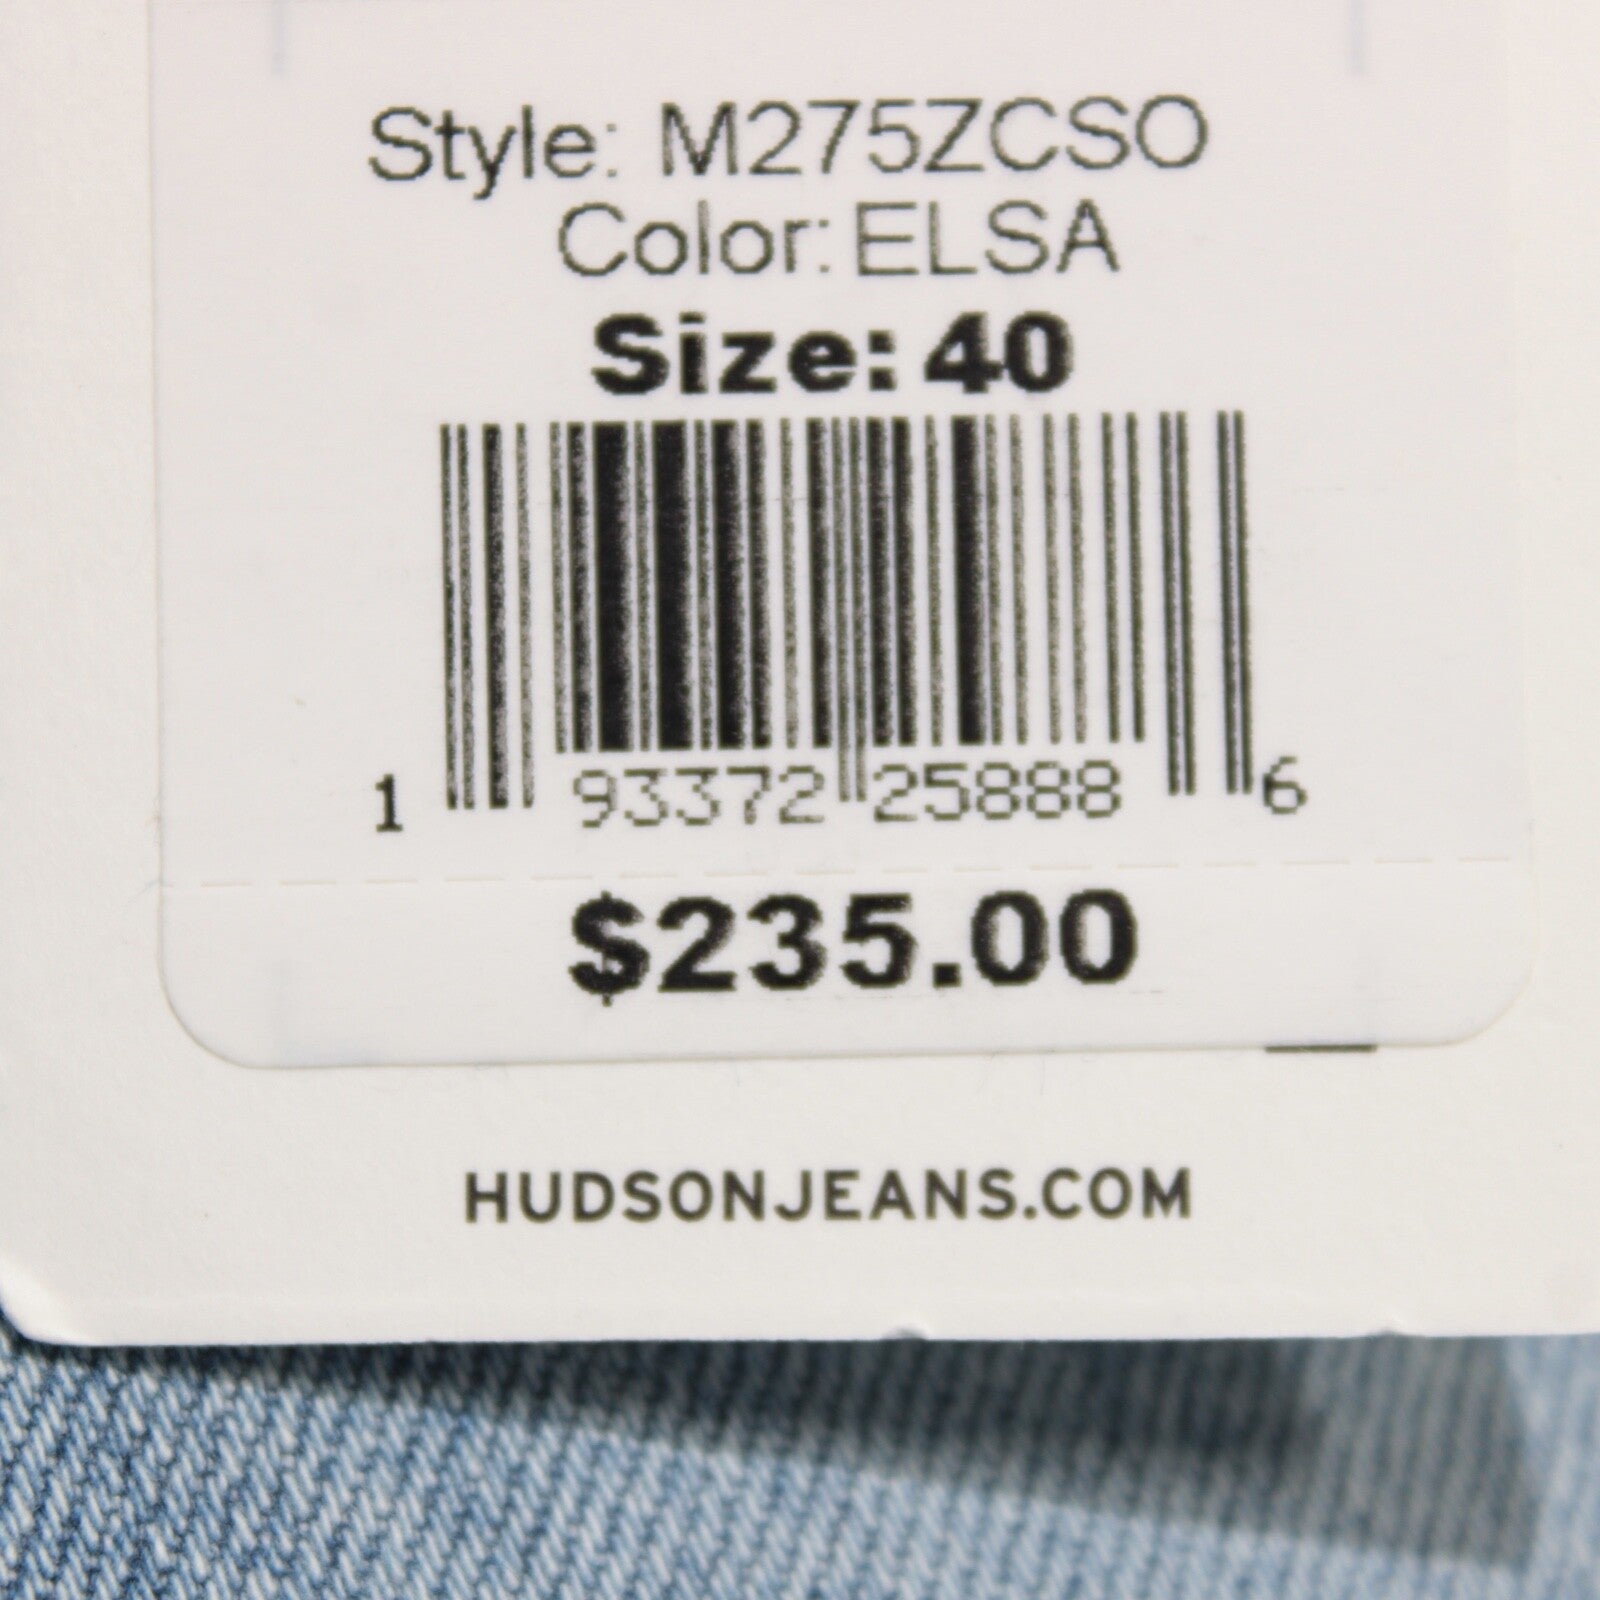 Style: M275ZCSO
Color: ELSA
Size: 40
1 93372 25888 6
$235.00
HUDSONJEANS.COM